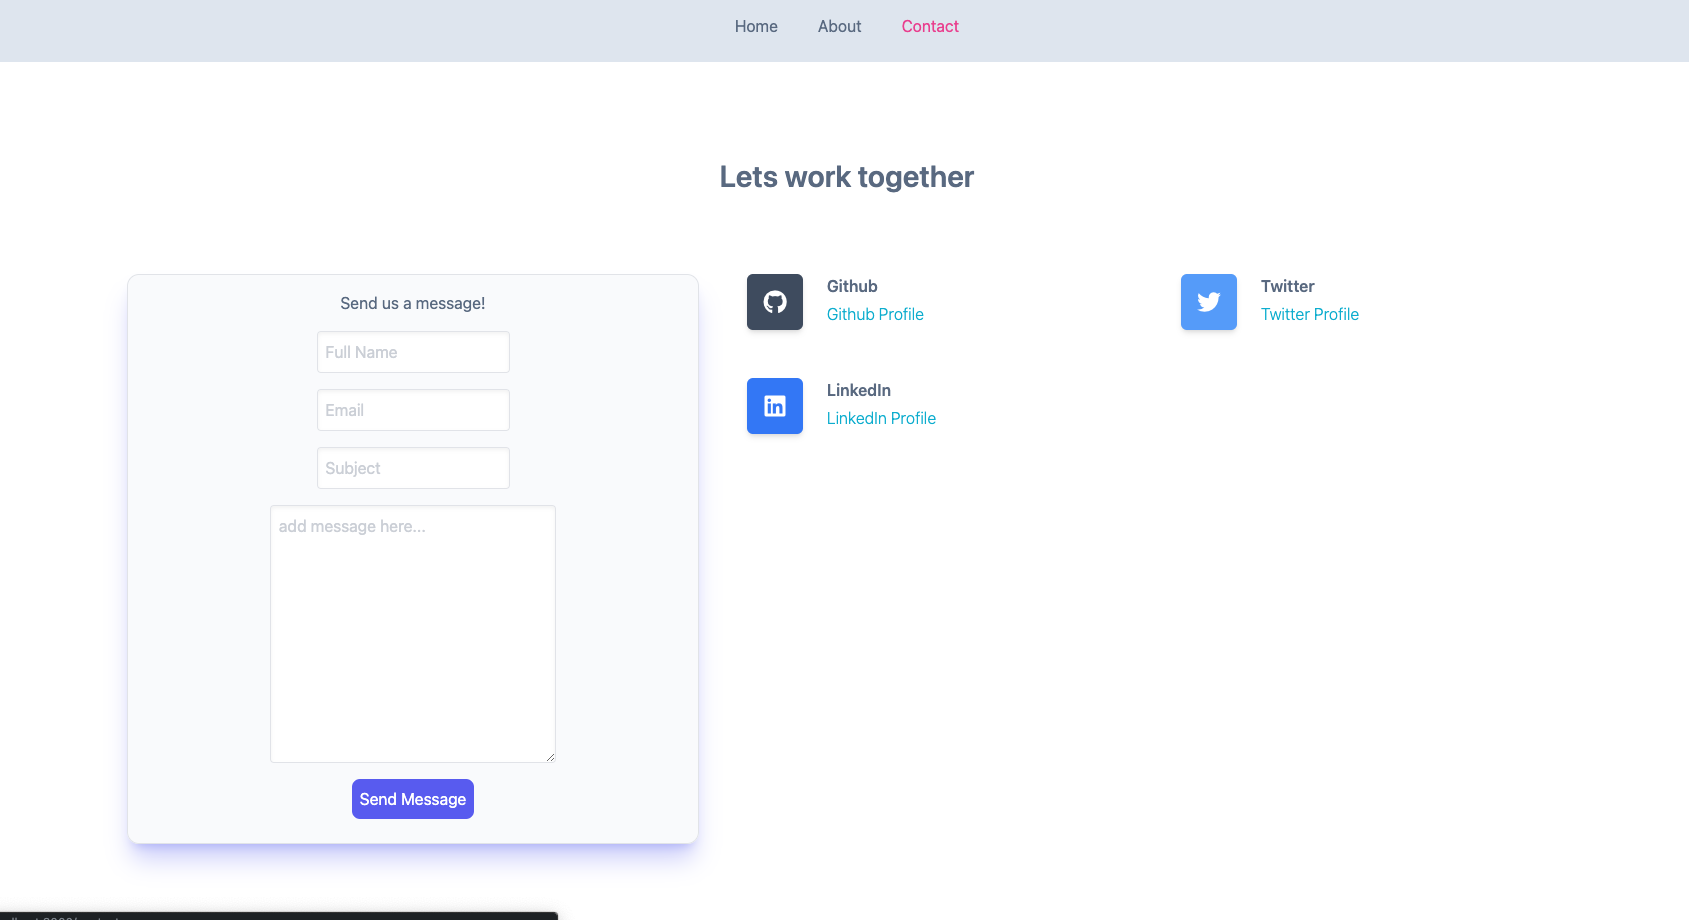 Home About Contact
Lets work together
Send us a message!
Full Name
Email
Subject
add message here...
Send Message
Github
Github Profile
Twitter
Twitter Profile
LinkedIn
LinkedIn Profile